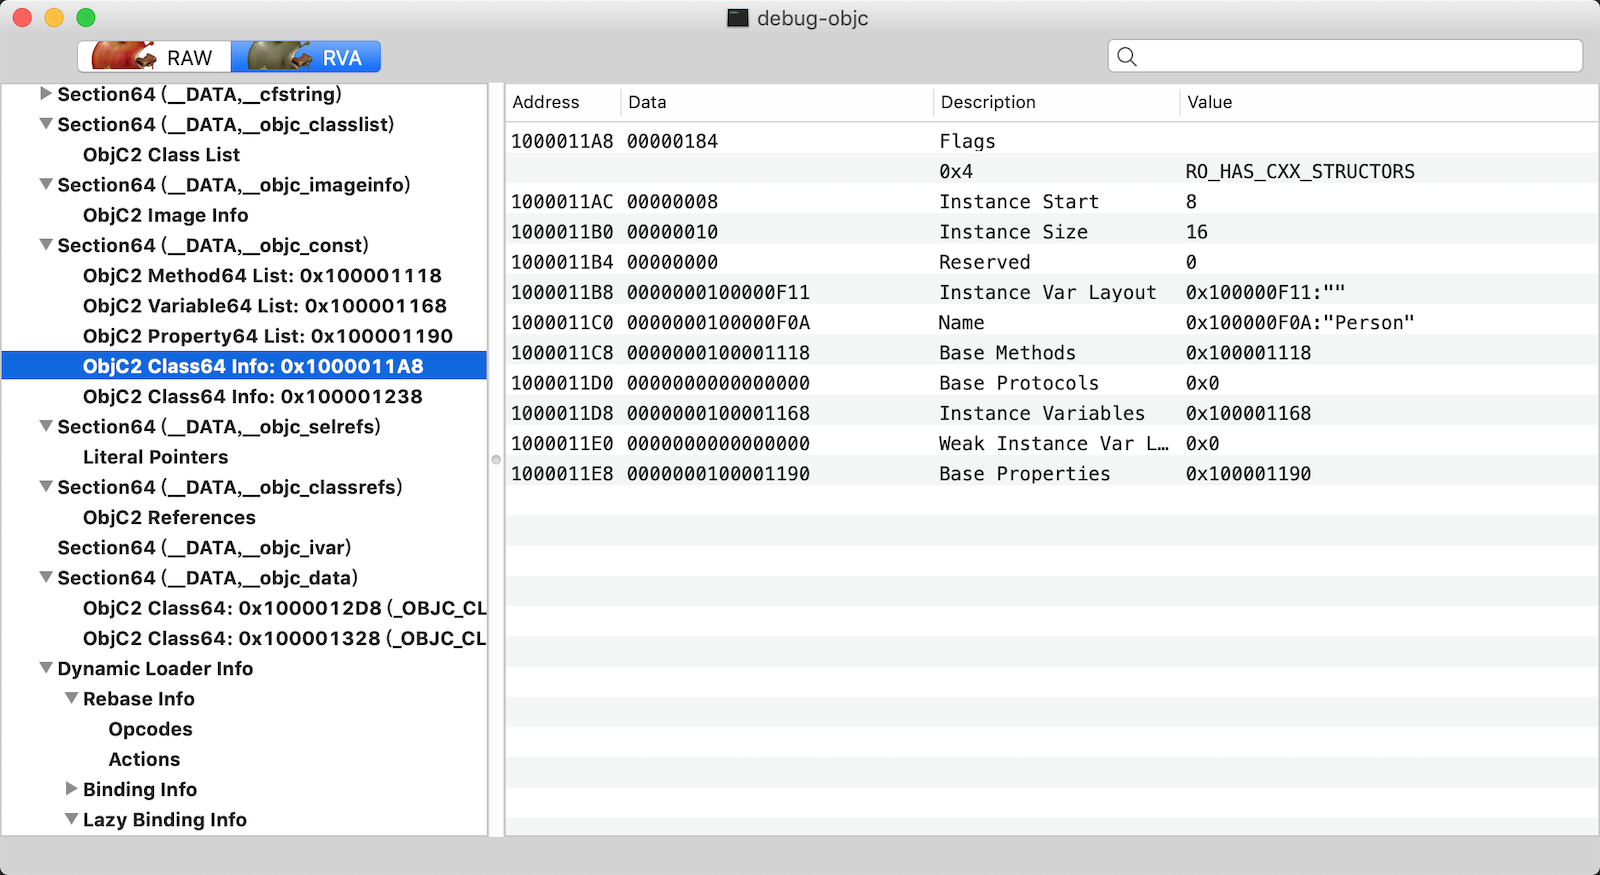 debug-objc
RAW
RVA
Section64 (__DATA,__cfstring)
Section64 (__DATA,__objc_classlist)
ObjC2 Class List
Section64 (__DATA,__objc_imageinfo)
ObjC2 Image Info
Section64 (__DATA,__objc_const)
ObjC2 Method64 List: 0x100001118
ObjC2 Variable64 List: 0x100001168
ObjC2 Property64 List: 0x100001190
ObjC2 Class64 Info: 0x1000011A8
ObjC2 Class64 Info: 0x100001238
Section64 (__DATA,__objc_selrefs)
Literal Pointers
Section64 (__DATA,__objc_classrefs)
ObjC2 References
Section64 (__DATA,__objc_ivar)
Section64 (__DATA,__objc_data)
ObjC2 Class64: 0x1000012D8 (_OBJC_CL
ObjC2 Class64: 0x100001328 (_OBJC_CL
Dynamic Loader Info
Rebase Info
Opcodes
Actions
Binding Info
Lazy Binding Info
Address Data Description Value
1000011A8 00000184 Flags
0x4 RO_HAS_CXX_STRUCTORS
1000011AC 00000008 Instance Start 8
1000011B0 00000010 Instance Size 16
1000011B4 00000000 Reserved 0
1000011B8 0000000100000F11 Instance Var Layout 0x100000F11:""
1000011C0 0000000100000F0A Name 0x100000F0A:"Person"
1000011C8 0000000100001118 Base Methods 0x100001118
1000011D0 0000000000000000 Base Protocols 0x0
1000011D8 0000000100001168 Instance Variables 0x100001168
1000011E0 0000000000000000 Weak Instance Var L… 0x0
1000011E8 0000000100001190 Base Properties 0x100001190